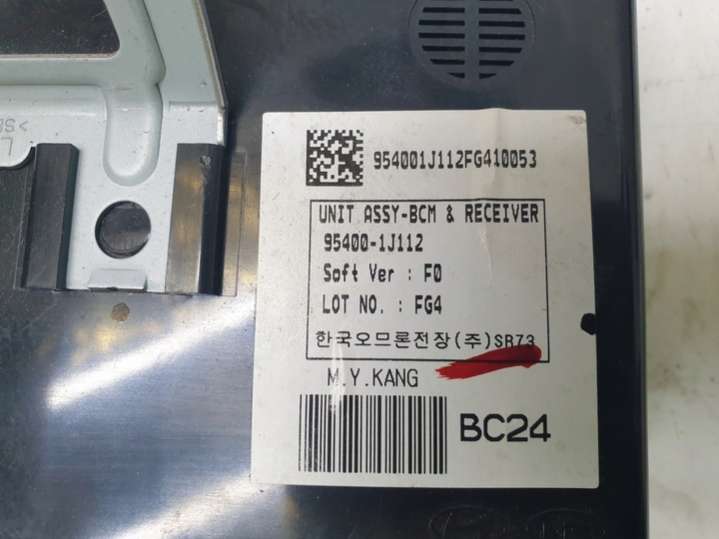 954001J112FG410053
UNIT ASSY-BCM & RECEIVER
95400-1J112
Soft Ver : F0
LOT NO. : FG4
한국오므론전장(주)SR73
M.Y.KANG
BC24